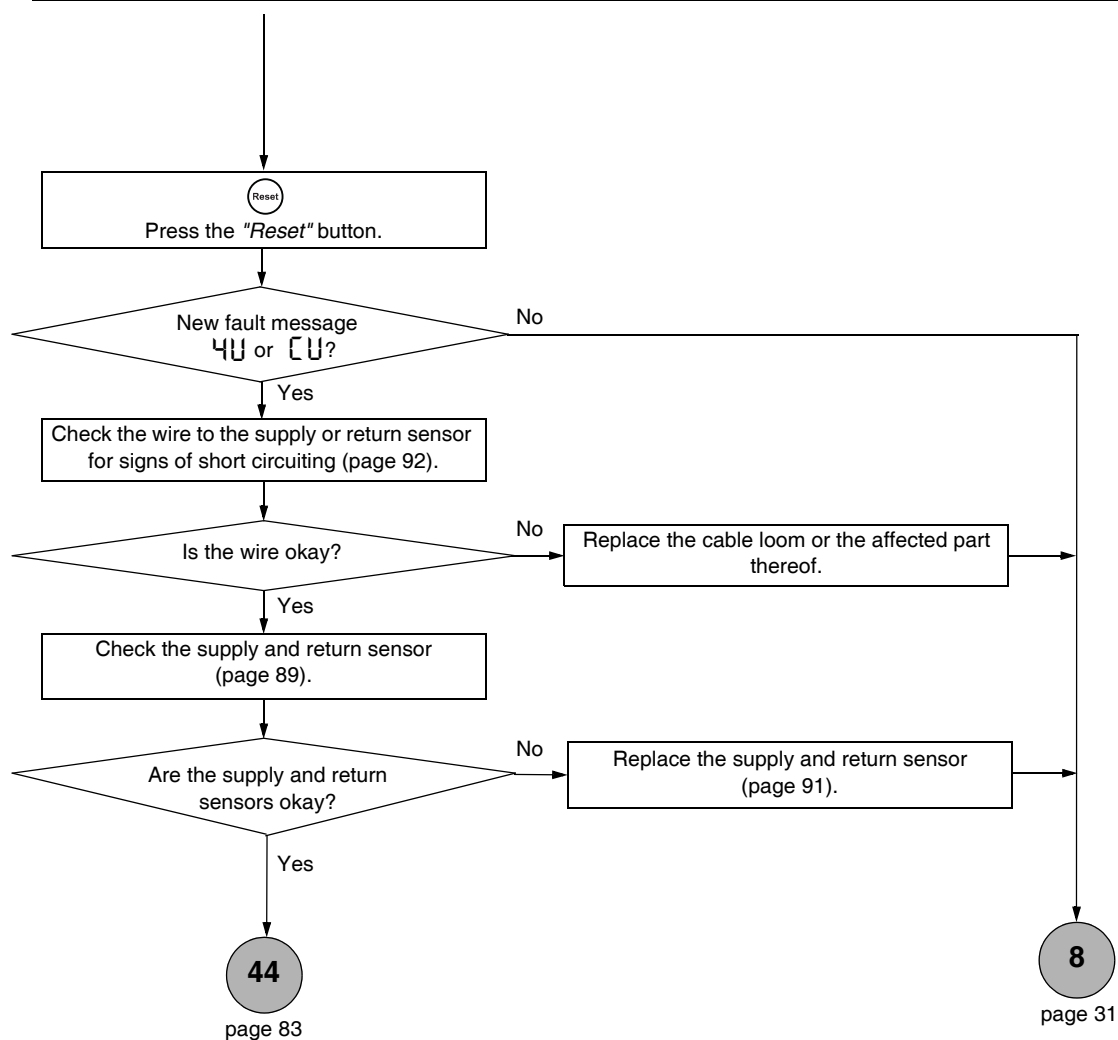 Reset
Press the "Reset" button.
New fault message
4U or CU?
No
Yes
Check the wire to the supply or return sensor
for signs of short circuiting (page 92).
Is the wire okay?
No
Replace the cable loom or the affected part
thereof.
Yes
Check the supply and return sensor
(page 89).
Are the supply and return
sensors okay?
No
Replace the supply and return sensor
(page 91).
Yes
44
page 83
8
page 31